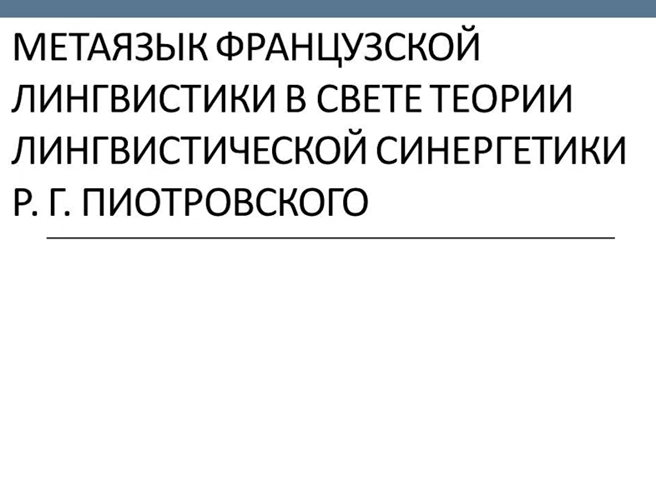 МЕТАЯЗЫК ФРАНЦУЗСКОЙ
ЛИНГВИСТИКИ В СВЕТЕ ТЕОРИИ
ЛИНГВИСТИЧЕСКОЙ СИНЕРГЕТИКИ
Р. Г. ПИОТРОВСКОГО